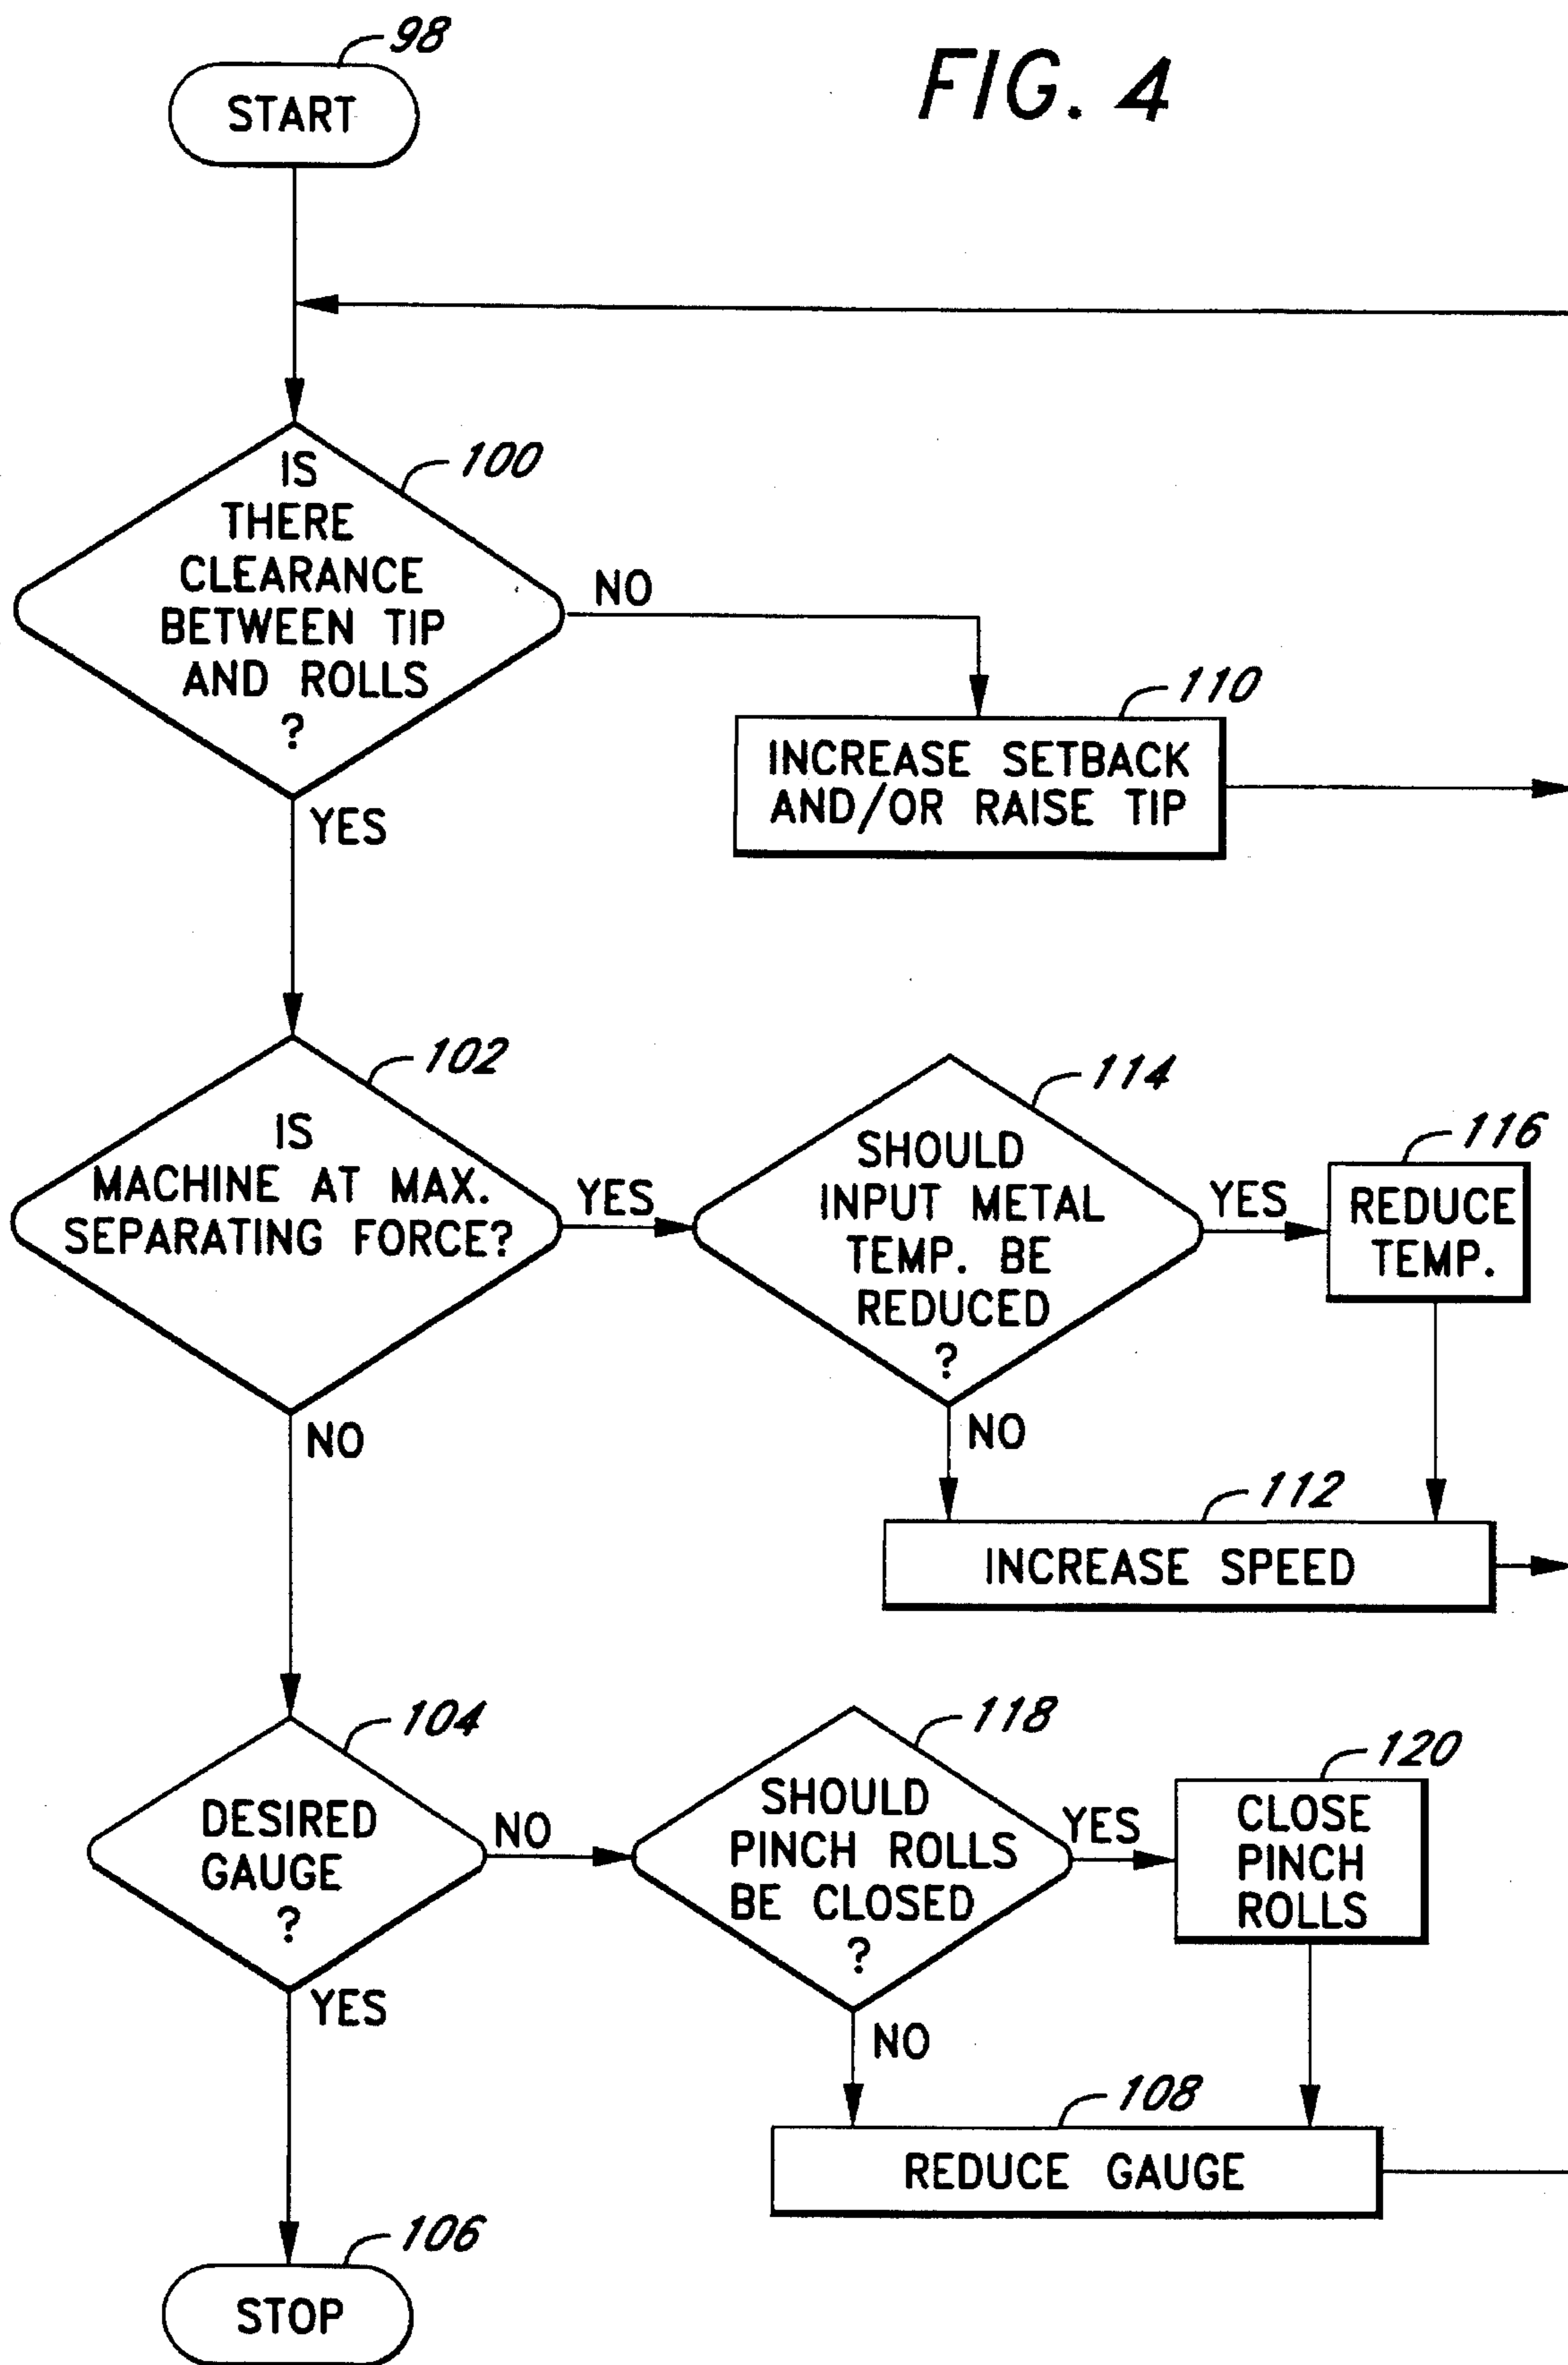 98
FIG. 4
START
100
IS
THERE
CLEARANCE
BETWEEN TIP
AND ROLLS
?
NO
110
INCREASE SETBACK
AND/OR RAISE TIP
YES
102
IS
MACHINE AT MAX.
SEPARATING FORCE?
YES
114
SHOULD
INPUT METAL
TEMP. BE
REDUCED
?
YES
116
REDUCE
TEMP.
NO
NO
112
INCREASE SPEED
104
DESIRED
GAUGE
?
NO
118
SHOULD
PINCH ROLLS
BE CLOSED
?
YES
120
CLOSE
PINCH
ROLLS
YES
NO
108
REDUCE GAUGE
106
STOP